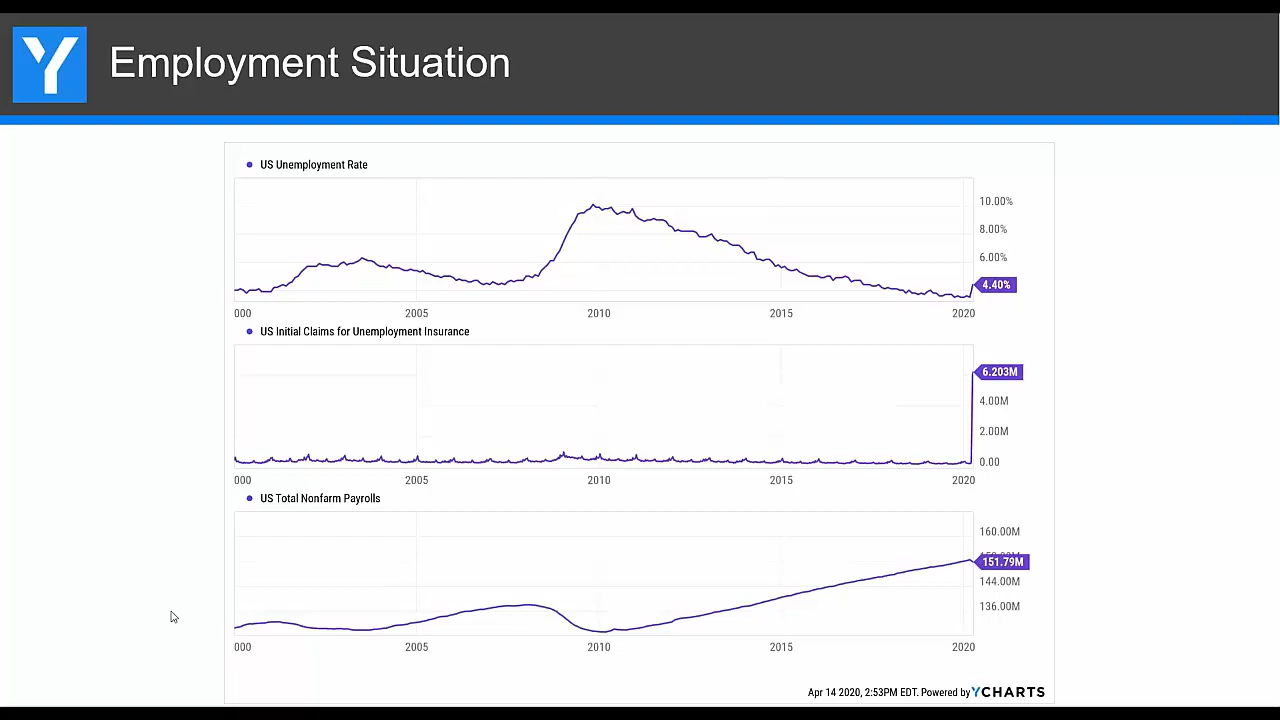 Y Employment Situation
US Unemployment Rate
10.00%
8.00%
6.00%
4.40%
000 2005 2010 2015 2020
US Initial Claims for Unemployment Insurance
6.203M
4.00M
2.00M
0.00
000 2005 2010 2015 2020
US Total Nonfarm Payrolls
160.00M
151.79M
144.00M
136.00M
000 2005 2010 2015 2020
Apr 14 2020, 2:53PM EDT. Powered by YCHARTS